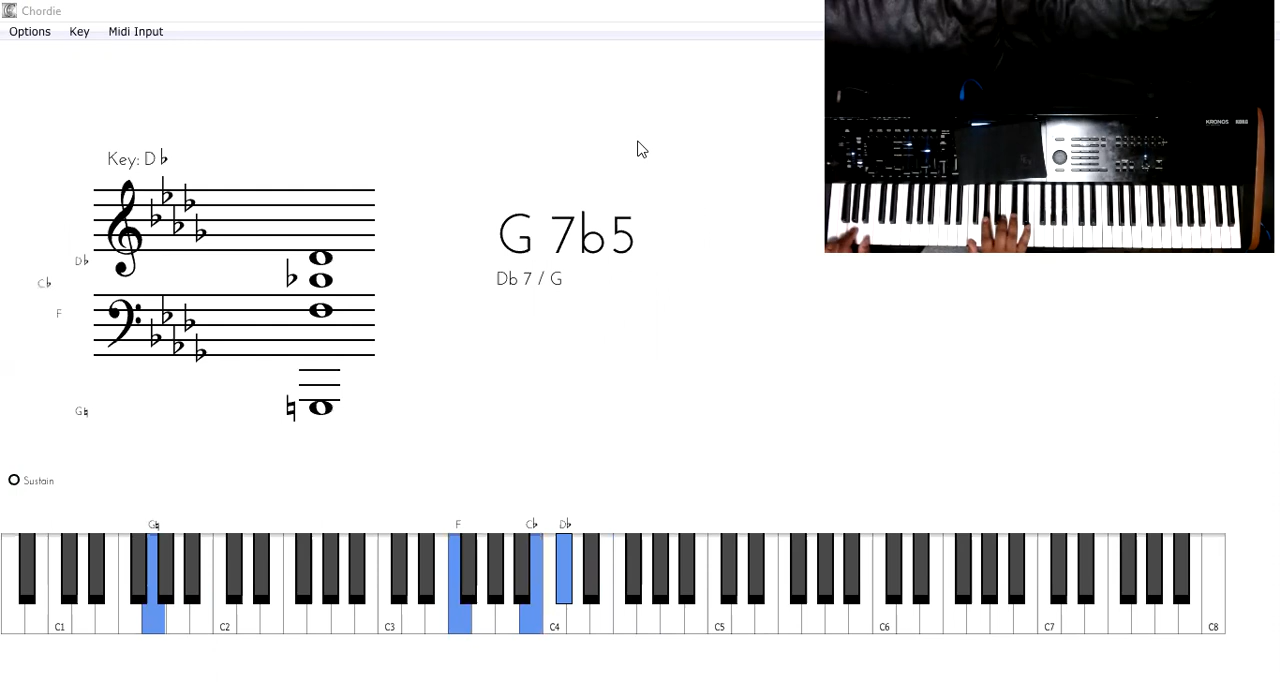 Chordie
Options Key Midi Input
KRONOS
Key: D♭
G 7b5
Db 7 / G
D♭
C♭
F
G♮
Sustain
G♮ F C♭ D♭
C1 C2 C3 C4 C5 C6 C7 C8